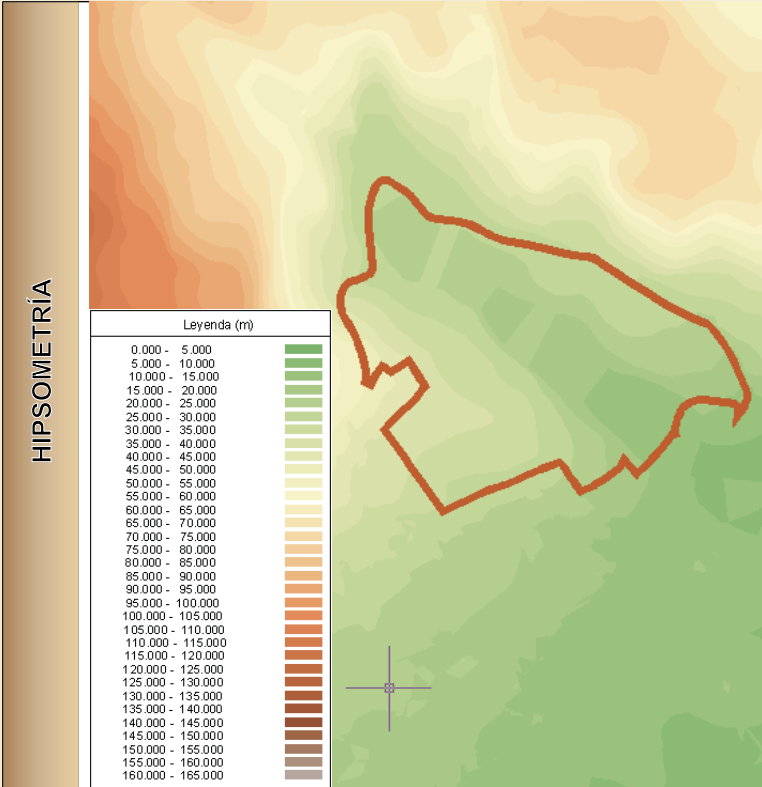 HIPSOMETRÍA
Leyenda (m)
0.000 - 5.000
5.000 - 10.000
10.000 - 15.000
15.000 - 20.000
20.000 - 25.000
25.000 - 30.000
30.000 - 35.000
35.000 - 40.000
40.000 - 45.000
45.000 - 50.000
50.000 - 55.000
55.000 - 60.000
60.000 - 65.000
65.000 - 70.000
70.000 - 75.000
75.000 - 80.000
80.000 - 85.000
85.000 - 90.000
90.000 - 95.000
95.000 - 100.000
100.000 - 105.000
105.000 - 110.000
110.000 - 115.000
115.000 - 120.000
120.000 - 125.000
125.000 - 130.000
130.000 - 135.000
135.000 - 140.000
140.000 - 145.000
145.000 - 150.000
150.000 - 155.000
155.000 - 160.000
160.000 - 165.000